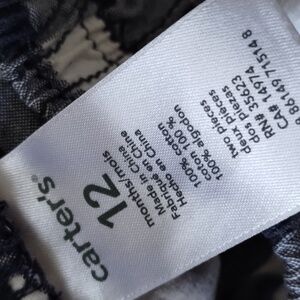 carter's
12
months/mois
Made in China
Fabriqué en Chine
Hecho en China
100% cotton
coton 100 %
100% algodon
two pieces
deux pièces
dos piezas
RN# 35623
CA# 14974